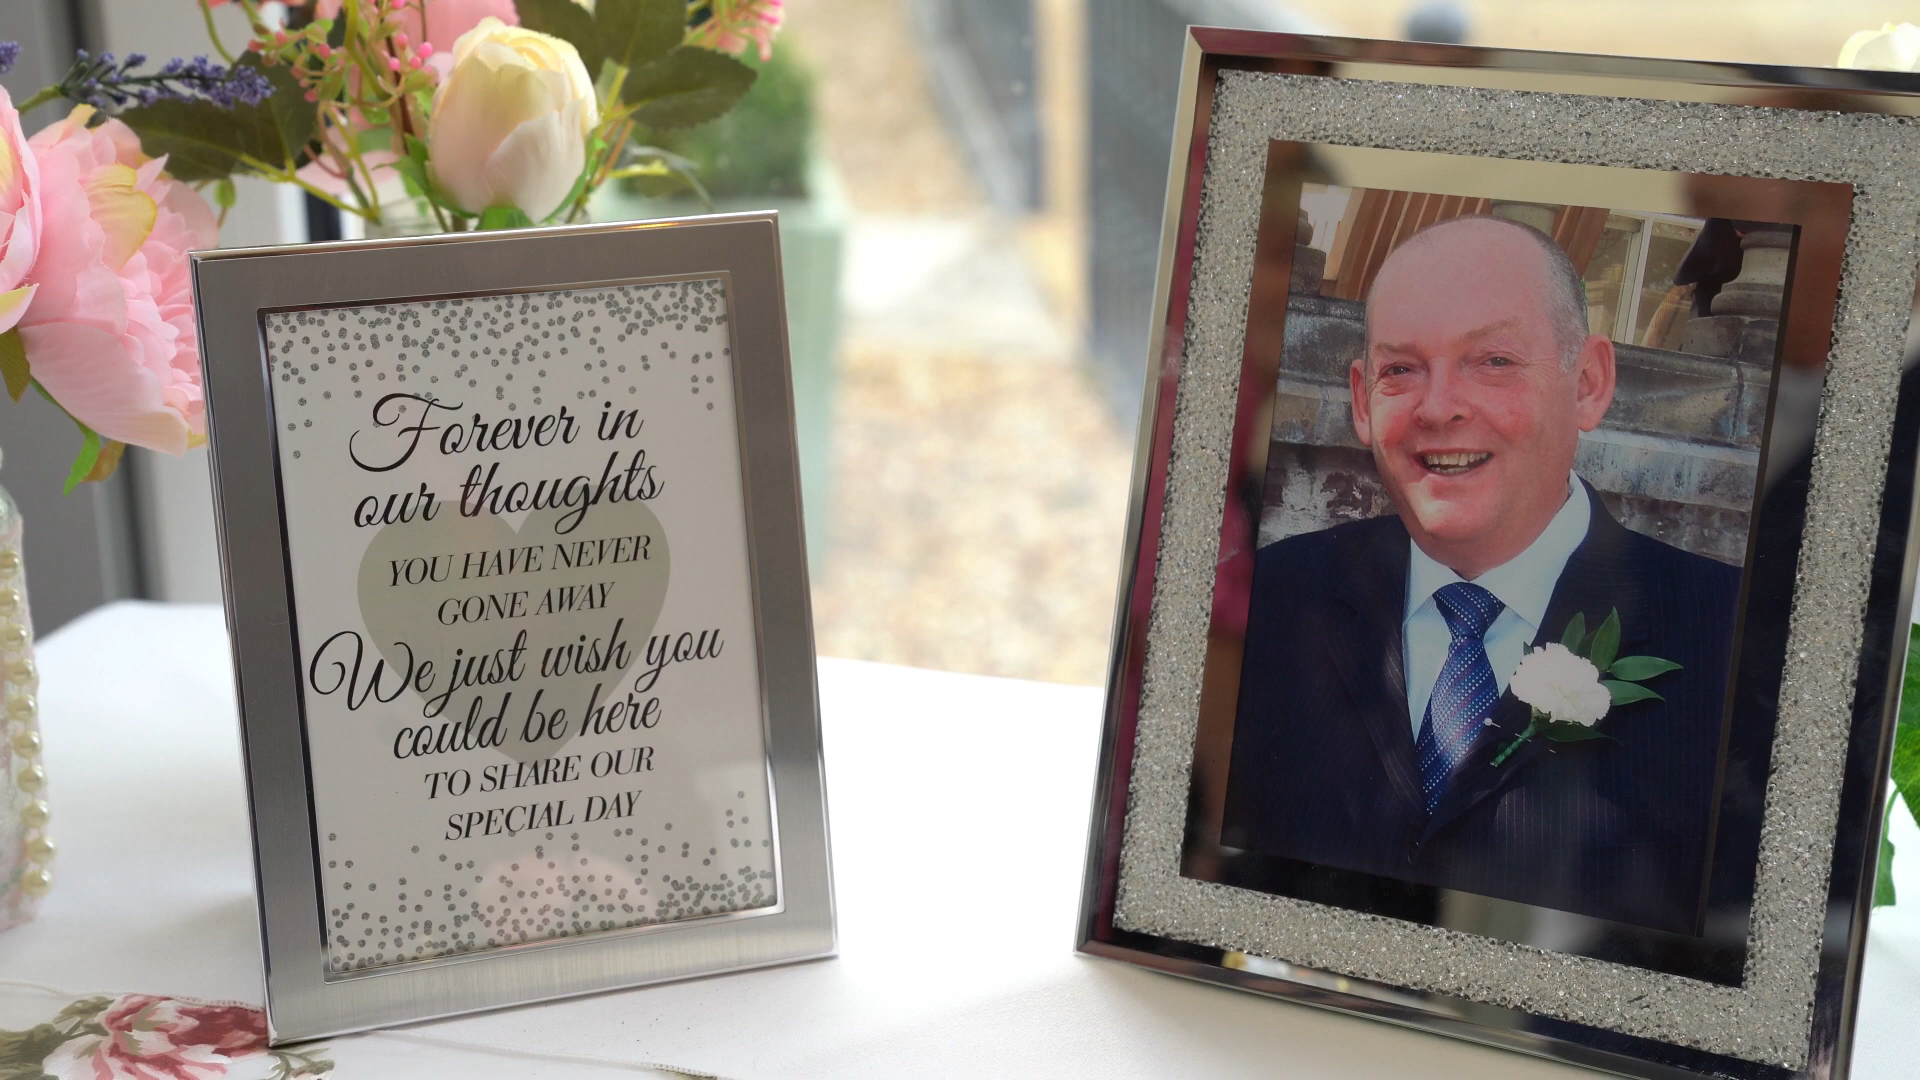 Forever in
our thoughts
YOU HAVE NEVER
GONE AWAY
We just wish you
could be here
TO SHARE OUR
SPECIAL DAY